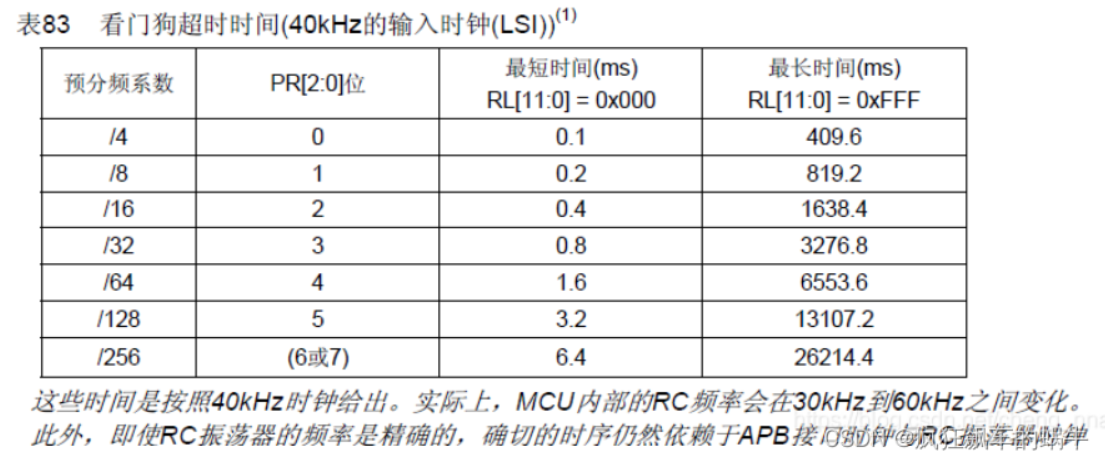 表83 看门狗超时时间(40kHz的输入时钟(LSI))(1)
预分频系数 PR[2:0]位 最短时间(ms) RL[11:0] = 0x000 最长时间(ms) RL[11:0] = 0xFFF
/4 0 0.1 409.6
/8 1 0.2 819.2
/16 2 0.4 1638.4
/32 3 0.8 3276.8
/64 4 1.6 6553.6
/128 5 3.2 13107.2
/256 (6或7) 6.4 26214.4
这些时间是按照40kHz时钟给出。实际上，MCU内部的RC频率会在30kHz到60kHz之间变化。
此外，即使RC振荡器的频率是精确的，确切的时序仍然依赖于APB接口时钟与RC振荡器时钟
CSDN @疯狂飙车的蜗牛